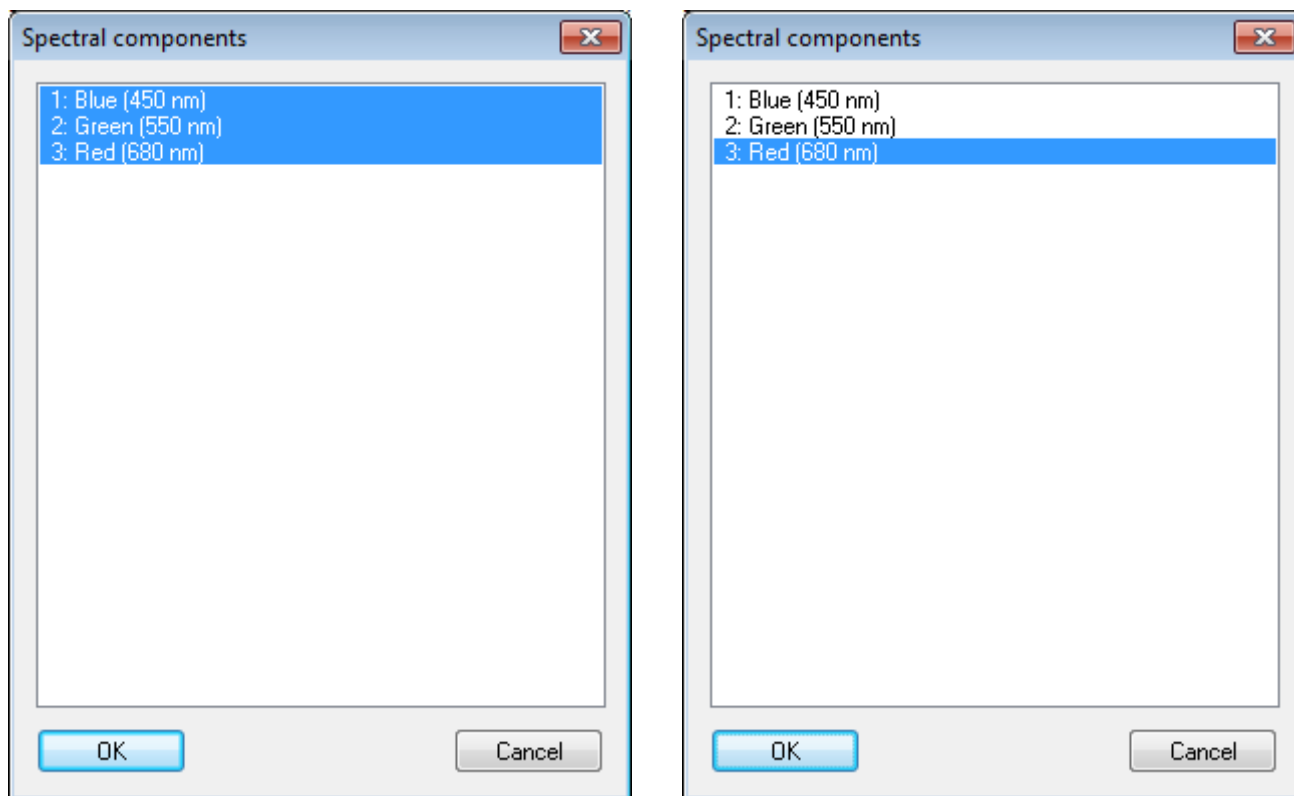 Spectral components
1: Blue (450 nm)
2: Green (550 nm)
3: Red (680 nm)
OK
Cancel
Spectral components
1: Blue (450 nm)
2: Green (550 nm)
3: Red (680 nm)
OK
Cancel